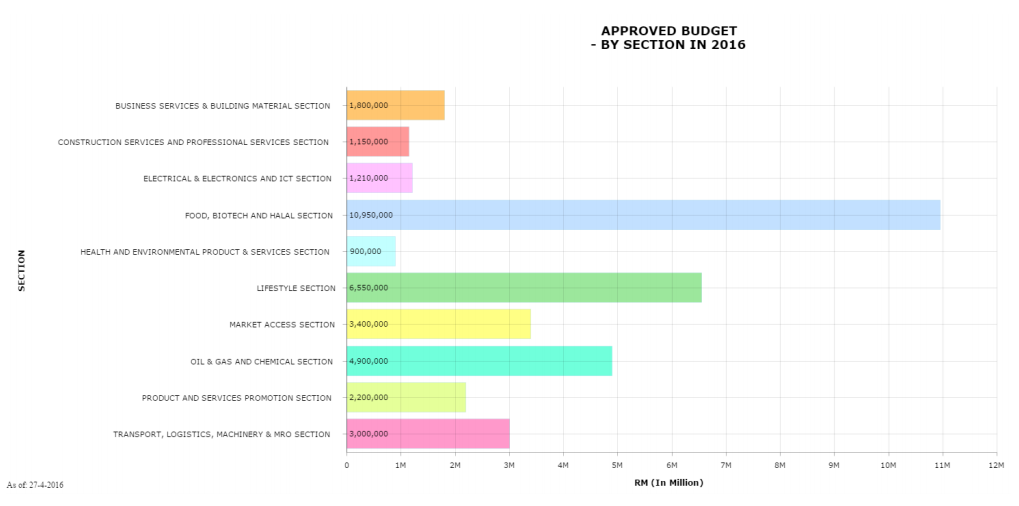 APPROVED BUDGET
- BY SECTION IN 2016
BUSINESS SERVICES & BUILDING MATERIAL SECTION 1,800,000
CONSTRUCTION SERVICES AND PROFESSIONAL SERVICES SECTION 1,150,000
ELECTRICAL & ELECTRONICS AND ICT SECTION 1,210,000
FOOD, BIOTECH AND HALAL SECTION 10,950,000
HEALTH AND ENVIRONMENTAL PRODUCT & SERVICES SECTION 900,000
SECTION
LIFESTYLE SECTION 6,550,000
MARKET ACCESS SECTION 3,400,000
OIL & GAS AND CHEMICAL SECTION 4,900,000
PRODUCT AND SERVICES PROMOTION SECTION 2,200,000
TRANSPORT, LOGISTICS, MACHINERY & MRO SECTION 3,000,000
0 1M 2M 3M 4M 5M 6M 7M 8M 9M 10M 11M 12M
RM (In Million)
As of: 27-4-2016